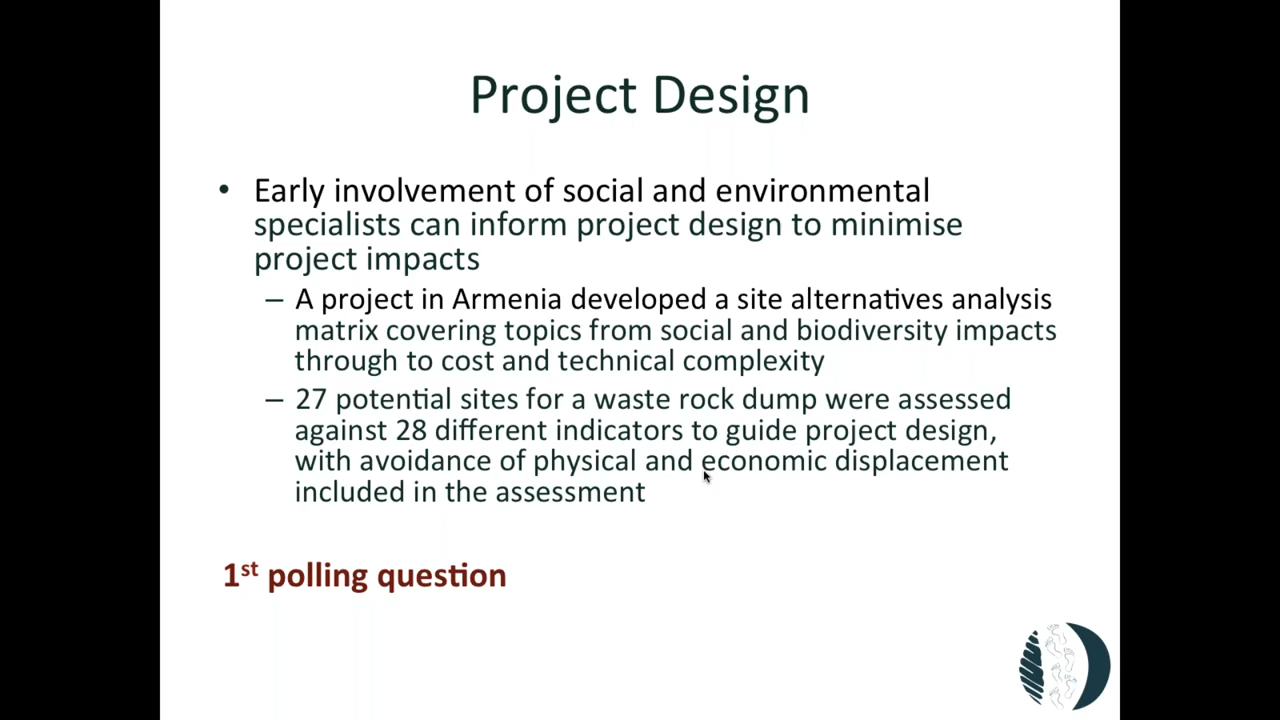 Project Design
• Early involvement of social and environmental
specialists can inform project design to minimise
project impacts
– A project in Armenia developed a site alternatives analysis
matrix covering topics from social and biodiversity impacts
through to cost and technical complexity
– 27 potential sites for a waste rock dump were assessed
against 28 different indicators to guide project design,
with avoidance of physical and economic displacement
included in the assessment
1st polling question